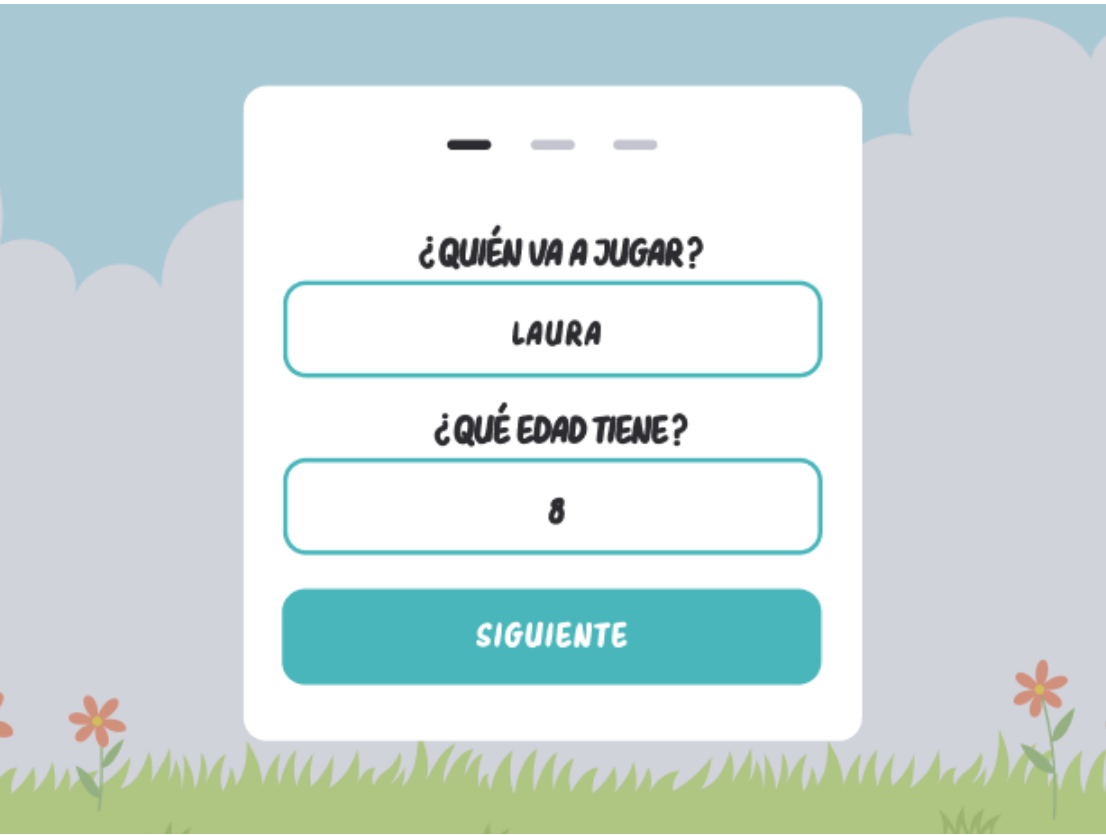 ¿QUIÉN VA A JUGAR?
LAURA
¿QUÉ EDAD TIENE?
8
SIGUIENTE